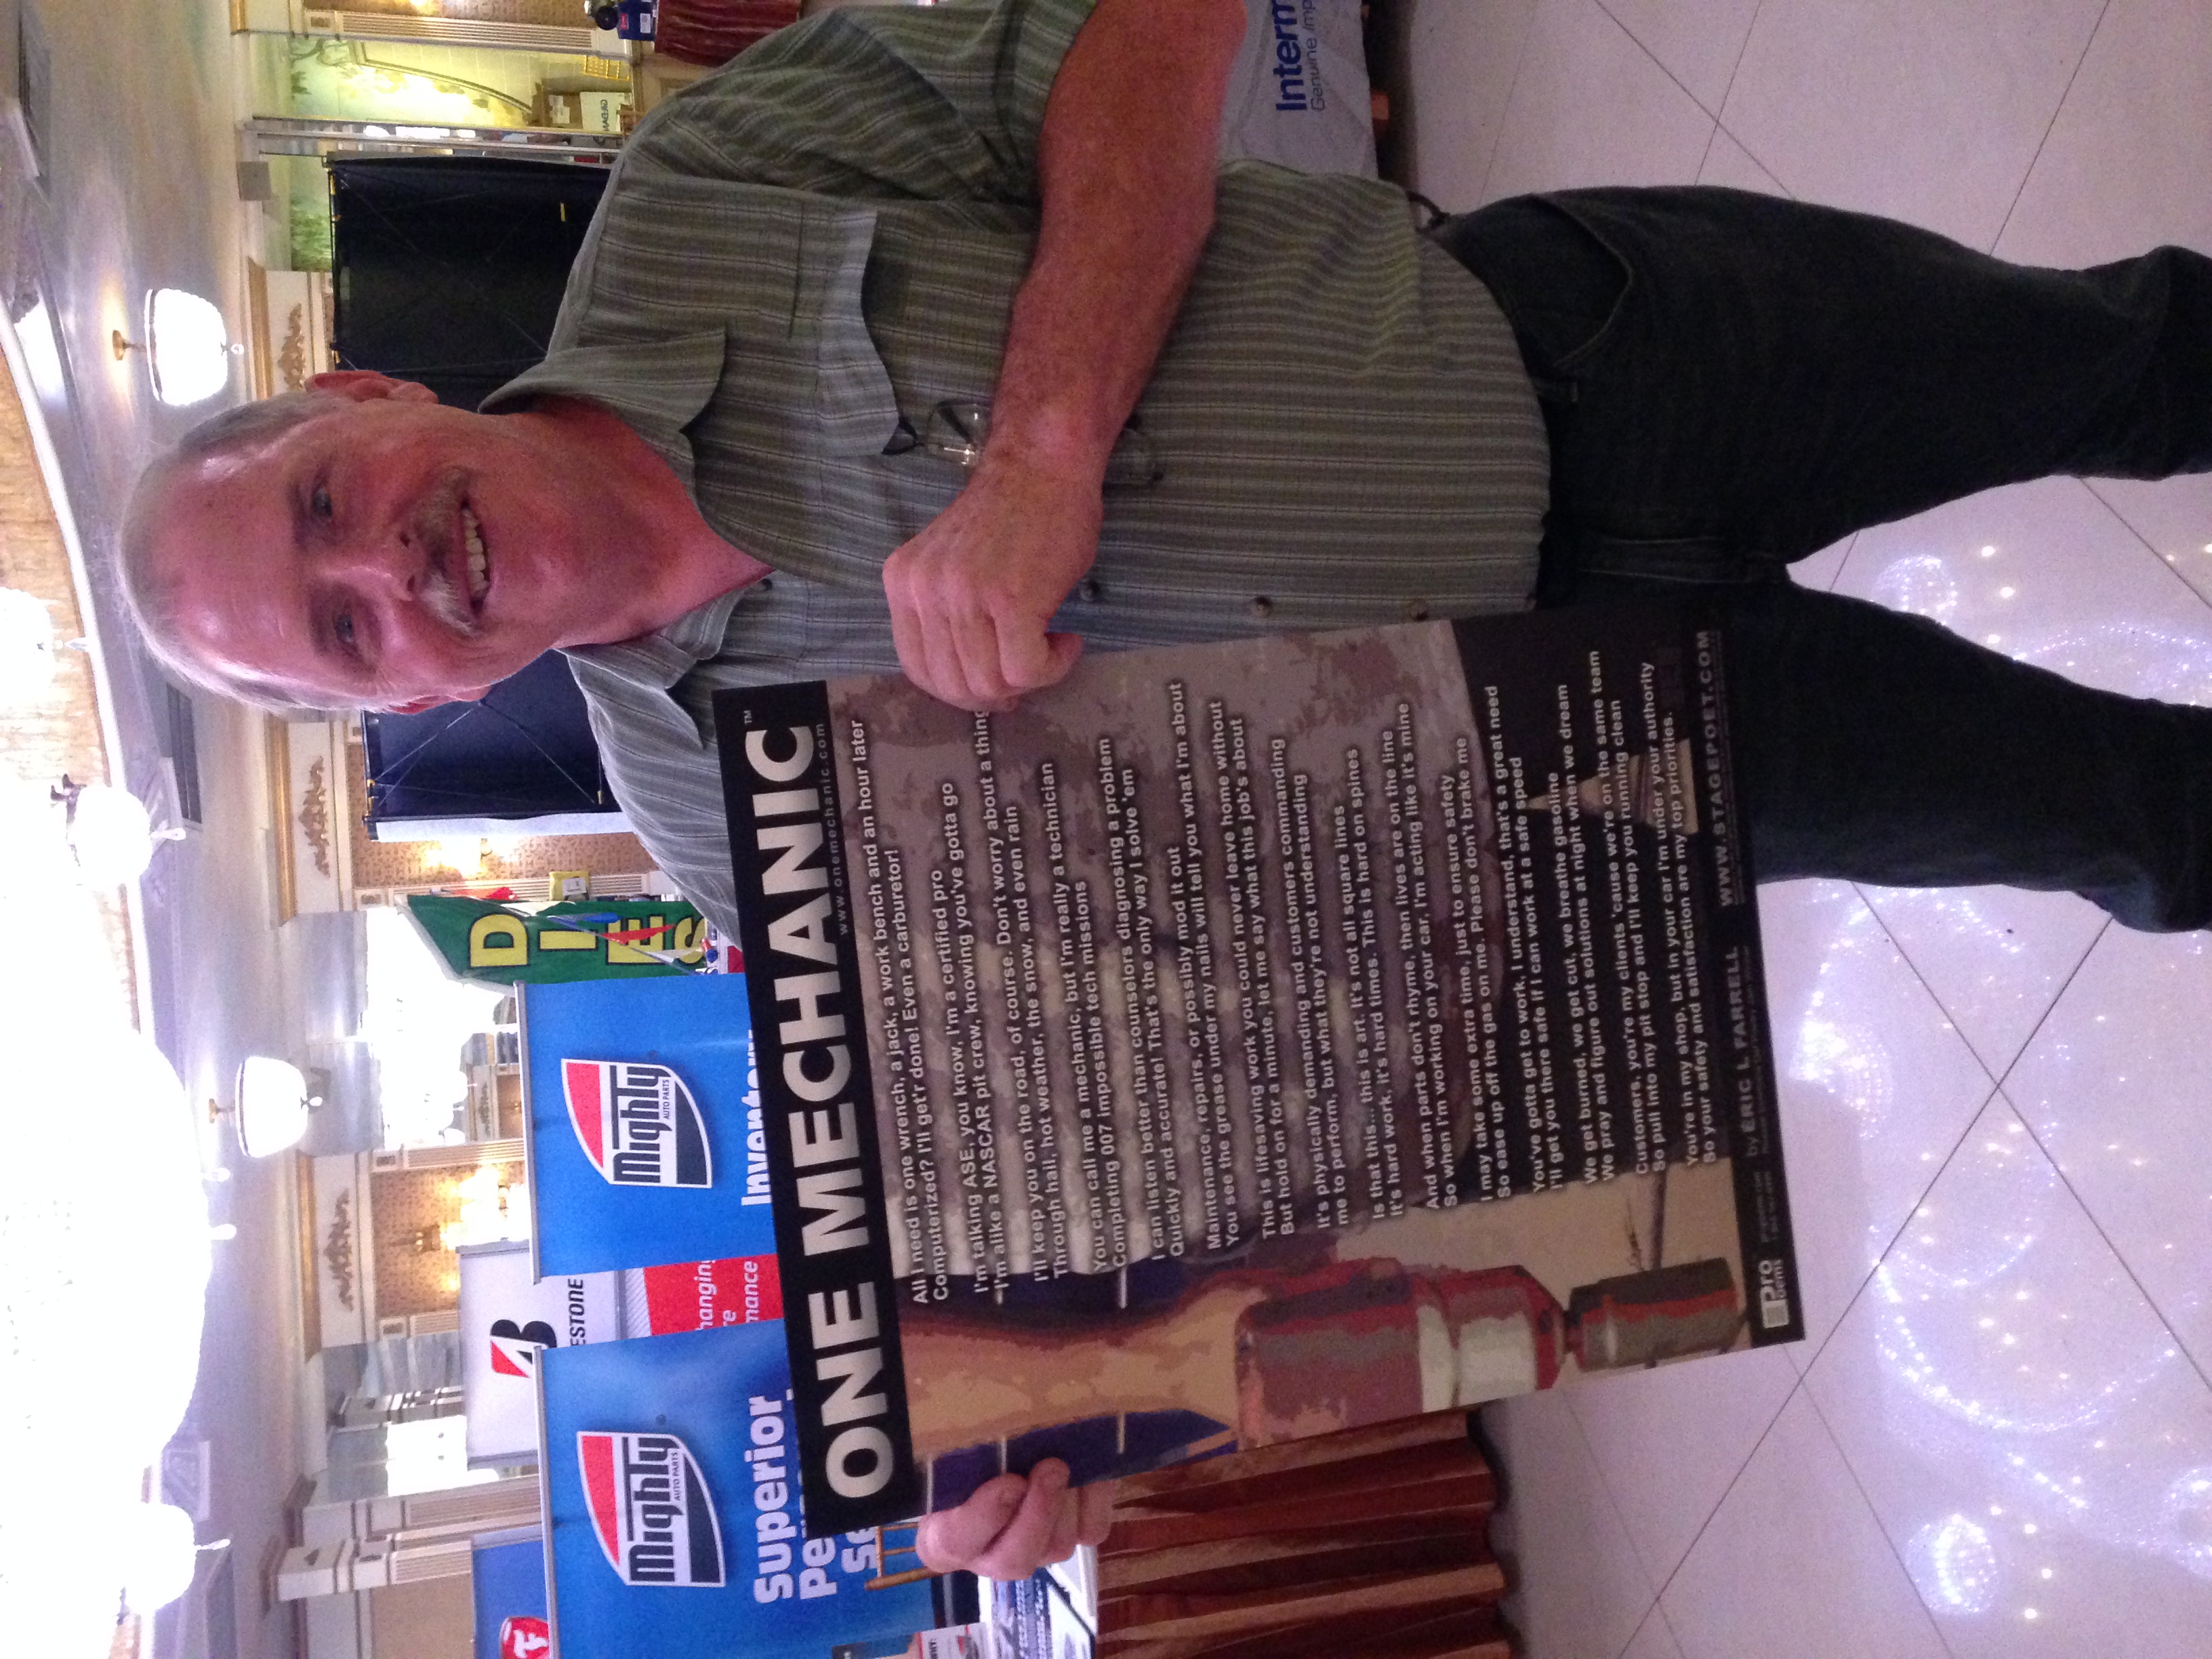 ONE MECHANIC™
www.onemechanic.com
All I need is one wrench, a jack, a work bench and an hour later
Computerized? I'll get'r done! Even a carburetor!
I'm talking ASE, you know, I'm a certified pro
I'm alike a NASCAR pit crew, knowing you've gotta go
I'll keep you on the road, of course. Don't worry about a thing
Through hail, hot weather, the snow, and even rain
You can call me a mechanic, but I'm really a technician
Completing 007 Impossible tech missions
I can listen better than counselors diagnosing a problem
Quickly and accurate! That's the only way I solve 'em
Maintenance, repairs, or possibly mod it out
You see the grease under my nails will tell you what I'm about
This is lifesaving work you could never leave home without
But hold on for a minute, let me say what this job's about
It's physically demanding and customers commanding
me to perform, but what they're not understanding
Is that this... this is art. It's not all square lines
It's hard work, it's hard times. This is hard on spines
And when parts don't rhyme, then lives are on the line
So when I'm working on your car, I'm acting like it's mine
I may take some extra time, just to ensure safety
So ease up off the gas on me. Please don't brake me
You've gotta get to work, I understand, that's a great need
I'll get you there safe if I can work at a safe speed
We get burned, we get cut, we breathe gasoline
We pray and figure out solutions at night when we dream
Customers, you're my clients 'cause we're on the same team
So pull into my pit stop and I'll keep you running clean
You're in my shop, but in your car I'm under your authority
So your safety and satisfaction are my top priorities.
Pro
by ERIC L FARRELL
WWW.STAGEPOET.COM
Mighty
AUTO PARTS
Superior
Mighty
AUTO PARTS
Inventory
ESTONE
hanging
mance
D
I
E
S
Interm
Genuine Imp